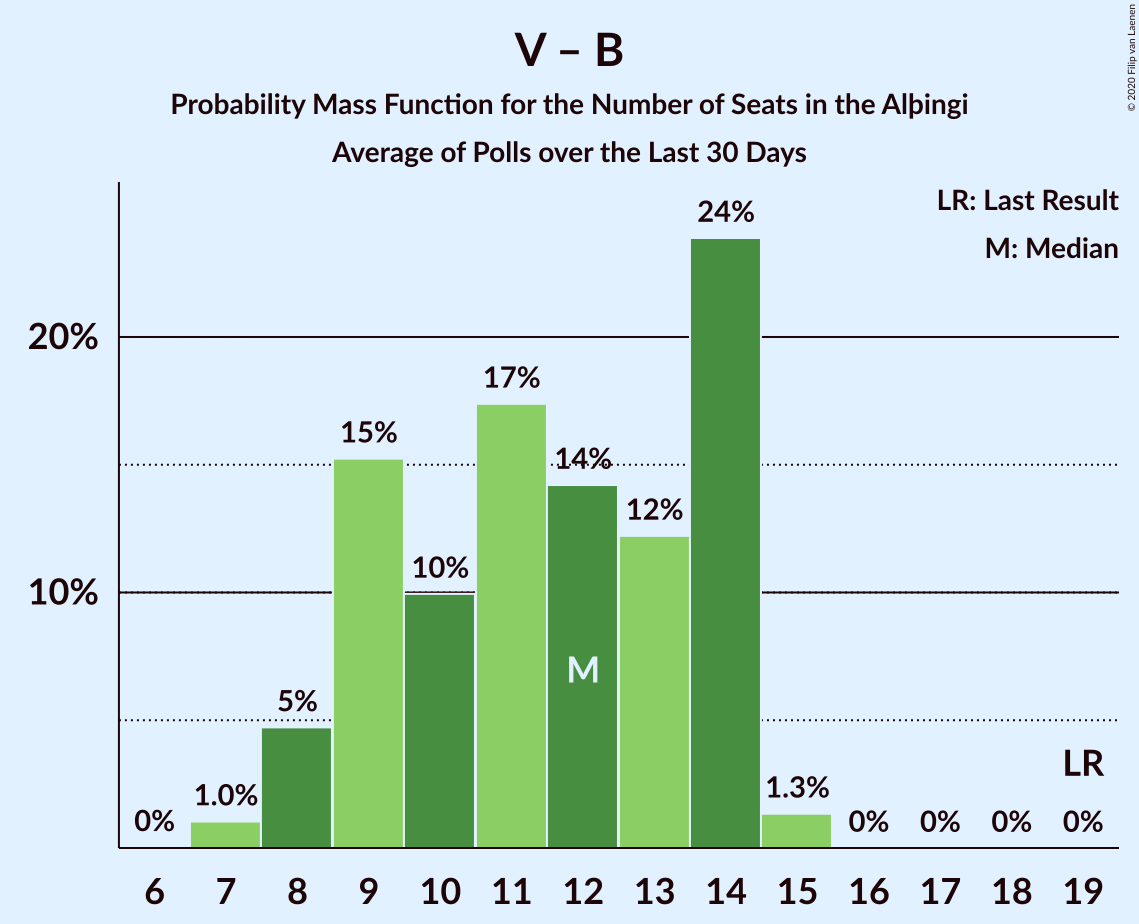 V – B
Probability Mass Function for the Number of Seats in the Alþingi
Average of Polls over the Last 30 Days
© 2020 Filip van Laenen
LR: Last Result
M: Median
24%
20%
17%
15%
14%
12%
10%
10%
M
5%
LR
1.0%
1.3%
0%
0%
0%
0%
0%
6 7 8 9 10 11 12 13 14 15 16 17 18 19